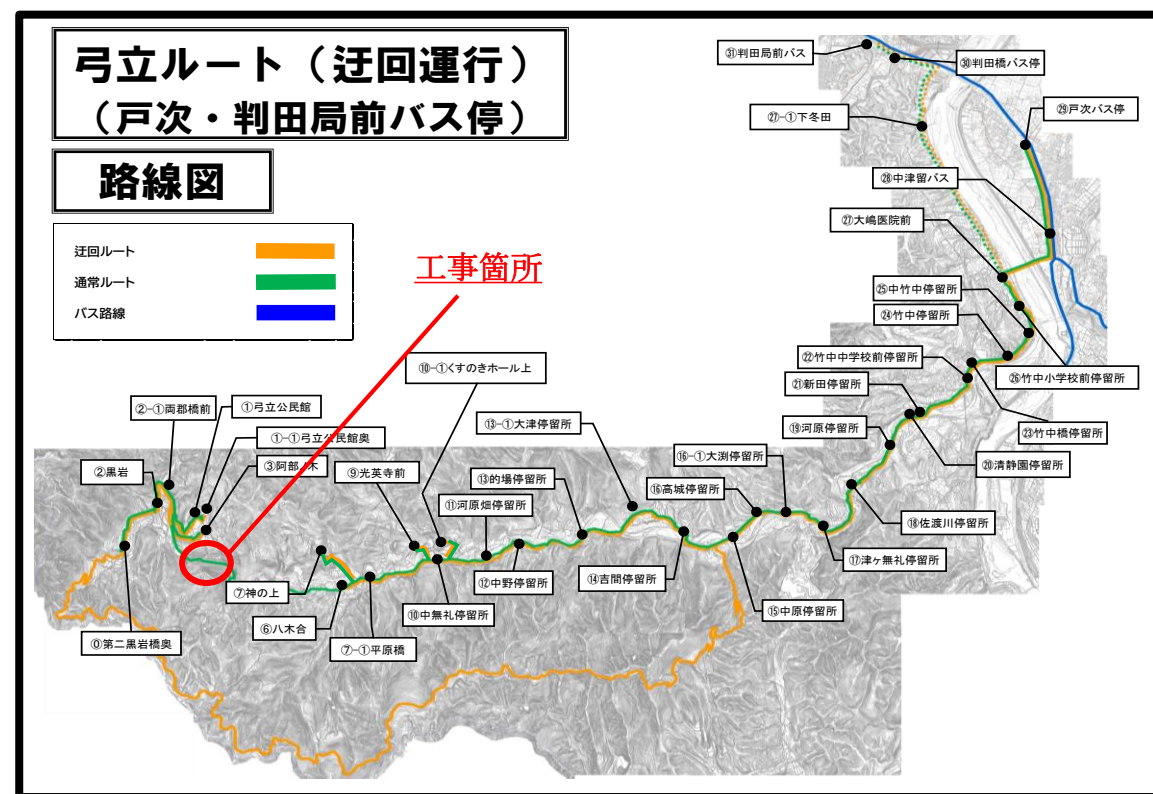 弓立ルート（迂回運行）
（戸次・判田局前バス停）
路線図
迂回ルート
通常ルート
バス路線
工事箇所
㉛判田局前バス
㉚判田橋バス停
㉙戸次バス停
㉗-①下冬田
㉘中津留バス
㉗大嶋医院前
㉕中竹中停留所
㉔竹中停留所
㉖竹中小学校前停留所
㉒竹中中学校前停留所
㉑新田停留所
㉓竹中橋停留所
⑲河原停留所
⑳清静園停留所
⑩-①くすのきホール上
②-①両郡橋前
①弓立公民館
①-①弓立公民館奥
③阿部ノ木
⑬-①大津停留所
⑯-①大渕停留所
②黒岩
⑨光英寺前
⑬的場停留所
⑯高城停留所
⑪河原畑停留所
⑱佐渡川停留所
⑰津ヶ無礼停留所
⑫中野停留所
⑭吉間停留所
⑦神の上
⑩中無礼停留所
⑮中原停留所
⑥八木合
⓪第二黒岩橋奥
⑦-①平原橋